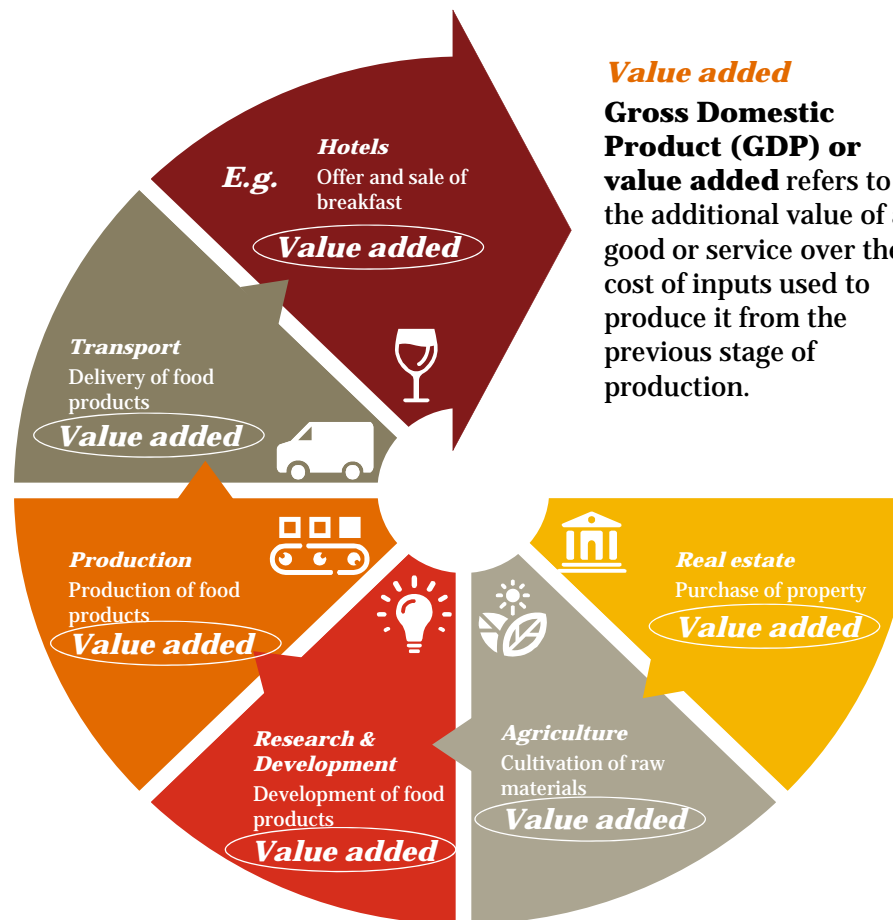 Value added
Gross Domestic
Product (GDP) or
value added refers to
the additional value of
good or service over the
cost of inputs used to
produce it from the
previous stage of
production.
E.g.
Hotels
Offer and sale of
breakfast
Value added
Transport
Delivery of food
products
Value added
Production
Production of food
products
Value added
Research &
Development
Development of food
products
Value added
Agriculture
Cultivation of raw
materials
Value added
Real estate
Purchase of property
Value added